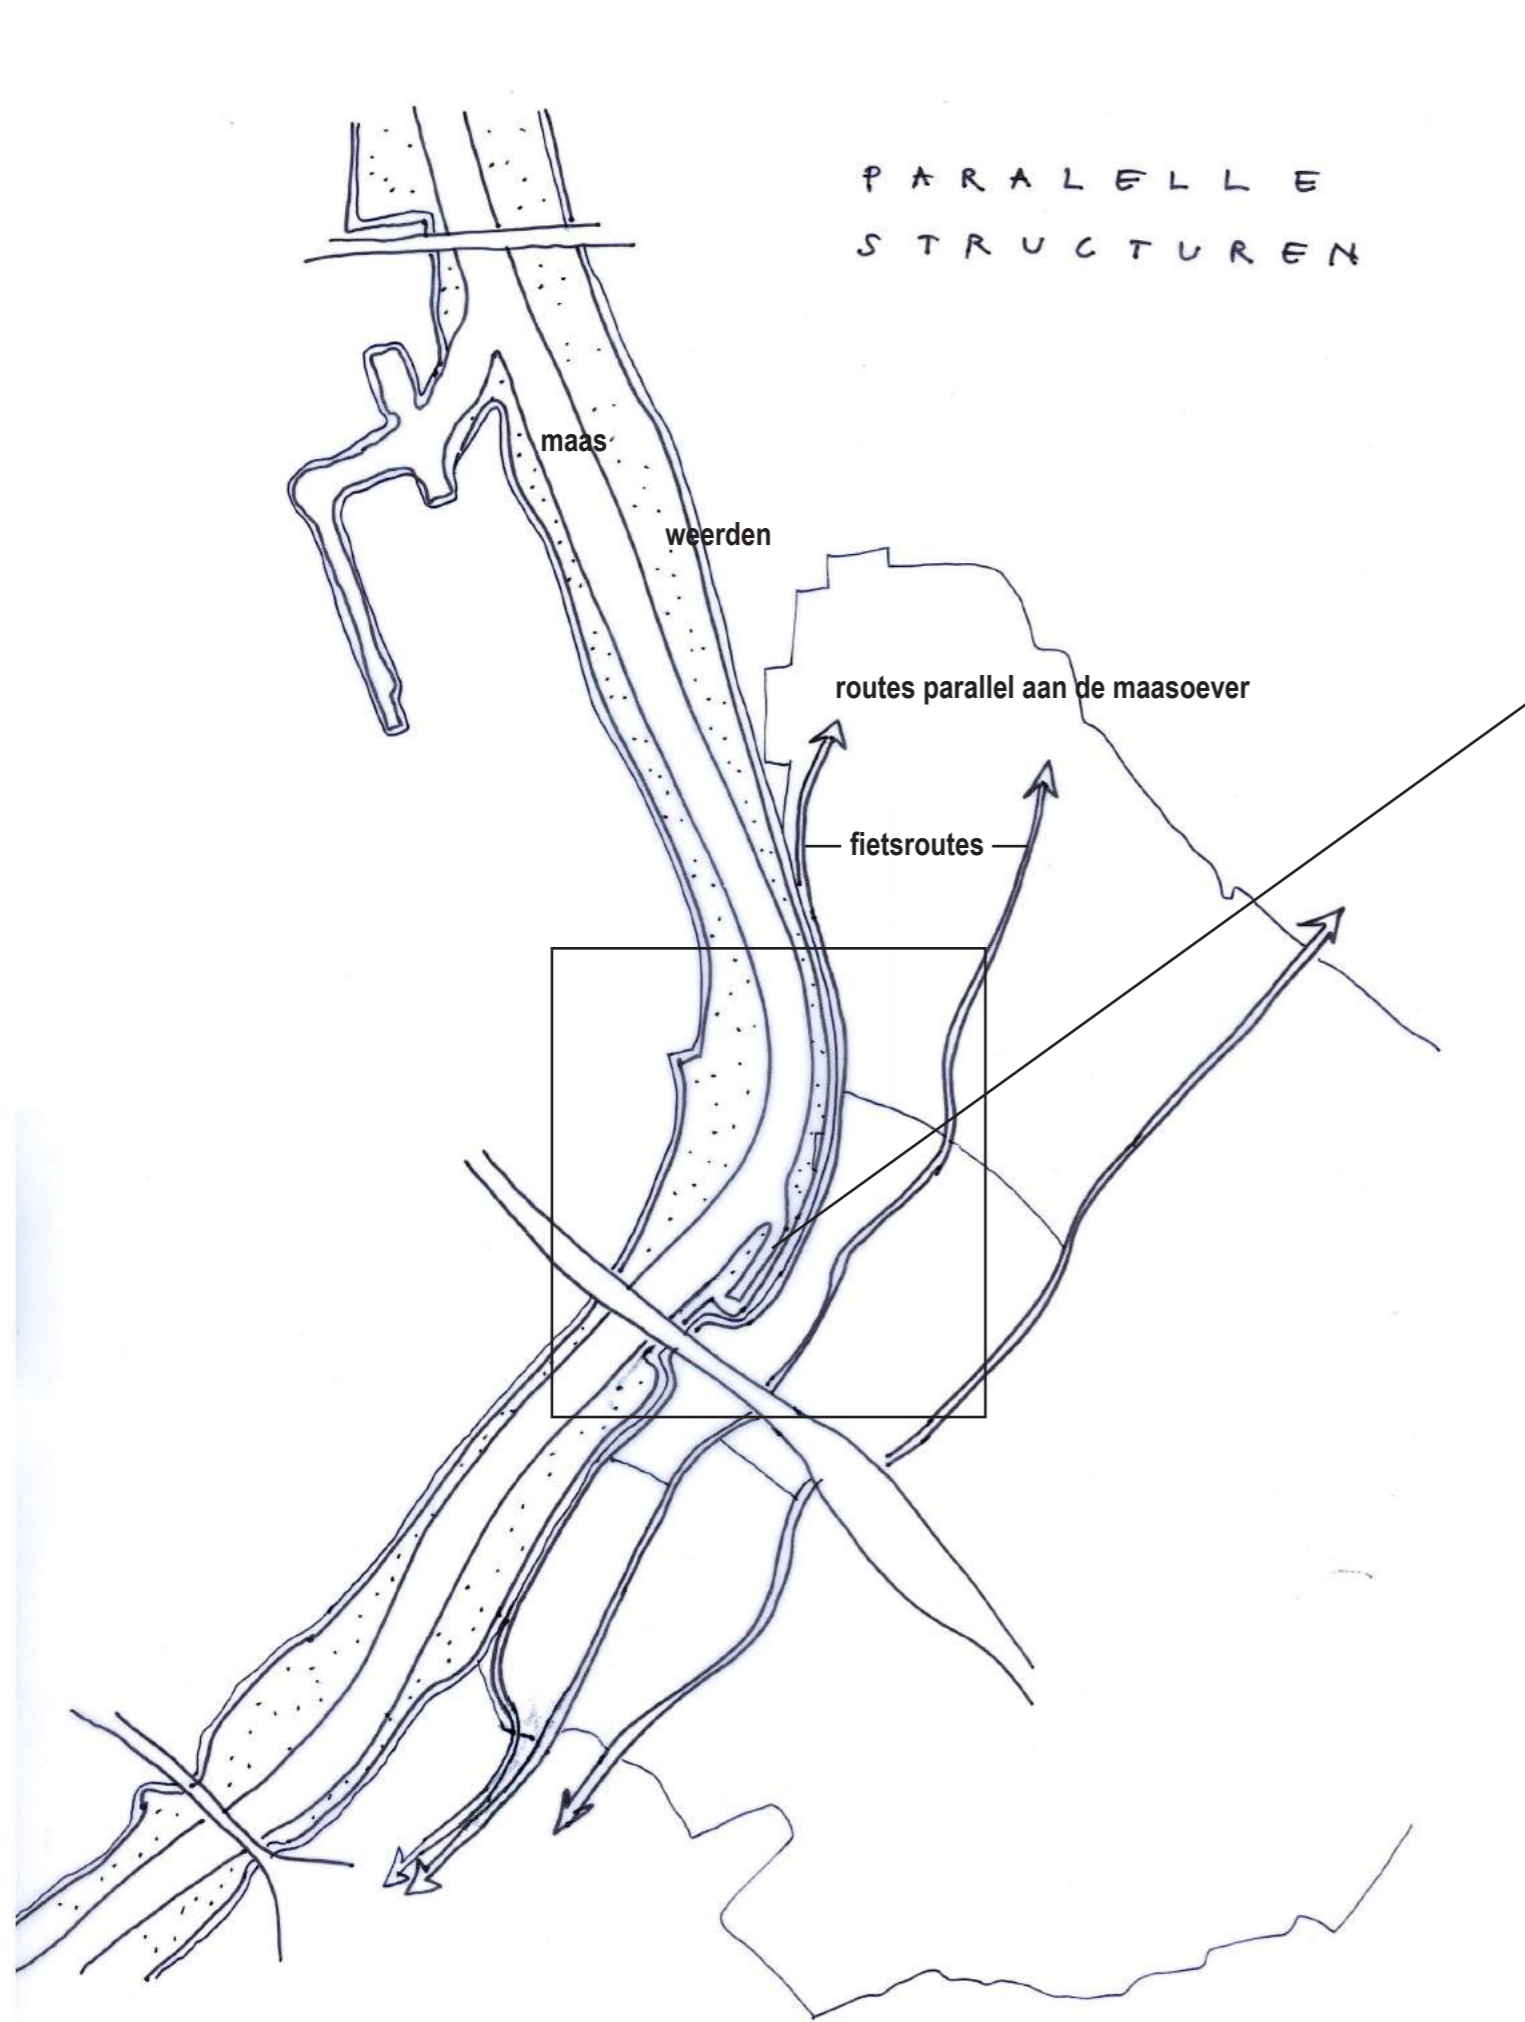 PARALELLE
STRUCTUREN
maas
weerden
routes parallel aan de maasoever
fietsroutes